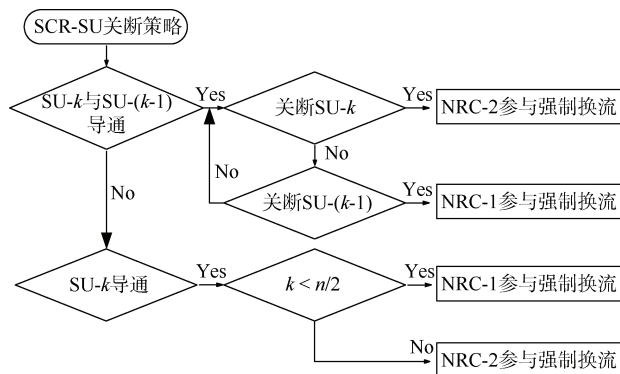 SCR-SU关断策略
SU-k与SU-(k-1)
导通
Yes
关断SU-k
Yes
NRC-2参与强制换流
No
No
关断SU-(k-1)
Yes
NRC-1参与强制换流
No
SU-k导通
Yes
k < n/2
Yes
NRC-1参与强制换流
No
NRC-2参与强制换流